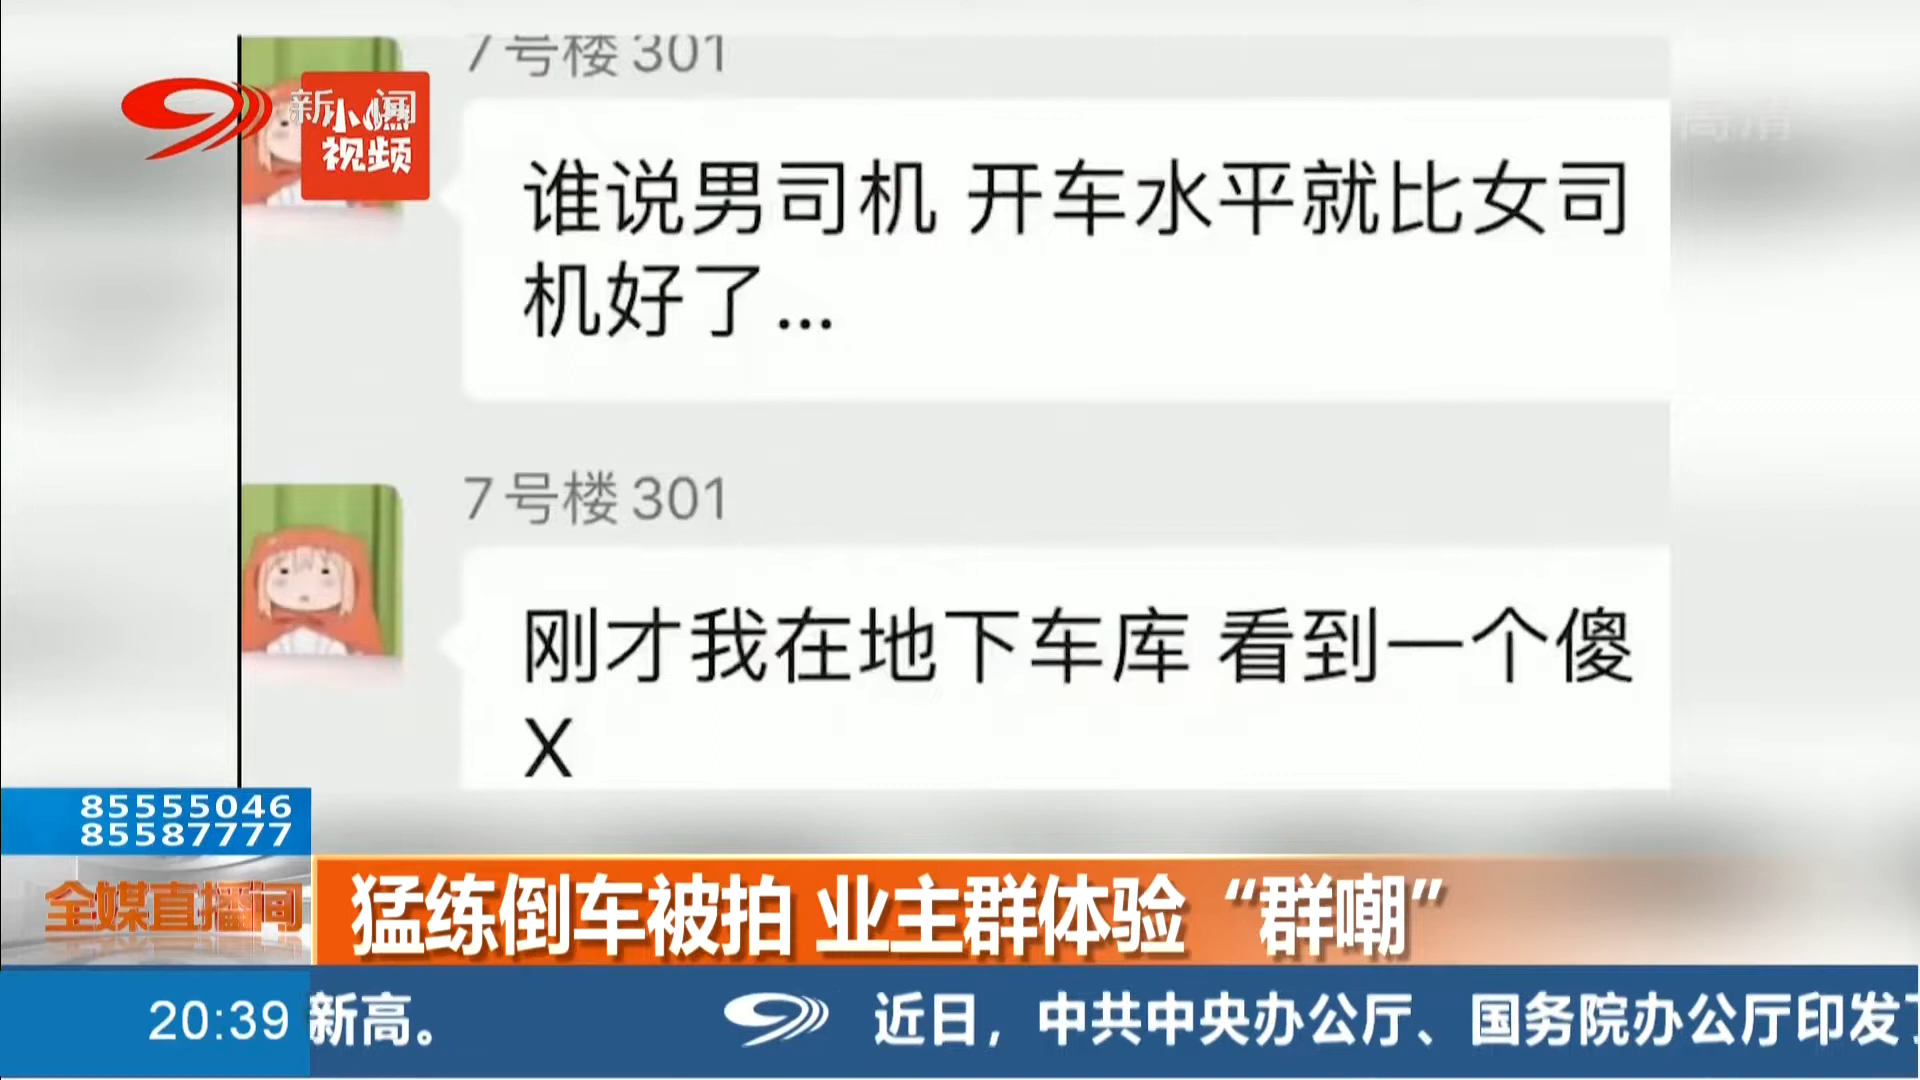 7号楼301
新闻
小
视频
高清
谁说男司机 开车水平就比女司
机好了...
7号楼301
刚才我在地下车库 看到一个傻
X
85555046
85587777
全媒直播间
猛练倒车被拍 业主群体验“群嘲”
20:39
新高。
近日，中共中央办公厅、国务院办公厅印发了